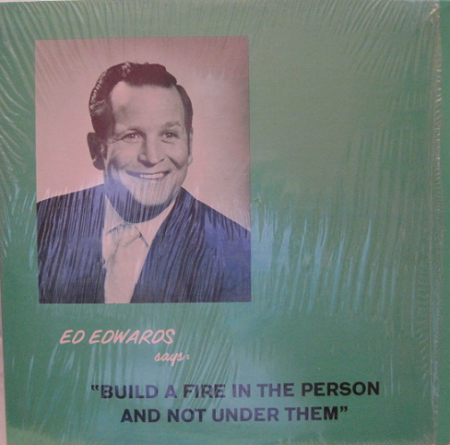 ED EDWARDS
says:
"BUILD A FIRE IN THE PERSON
AND NOT UNDER THEM"